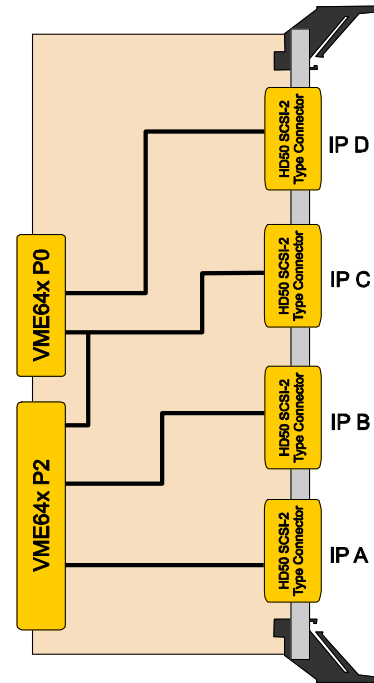 HD50 SCSI-2
Type Connector
IP D
VME64x P0
HD50 SCSI-2
Type Connector
IP C
HD50 SCSI-2
Type Connector
IP B
VME64x P2
HD50 SCSI-2
Type Connector
IP A